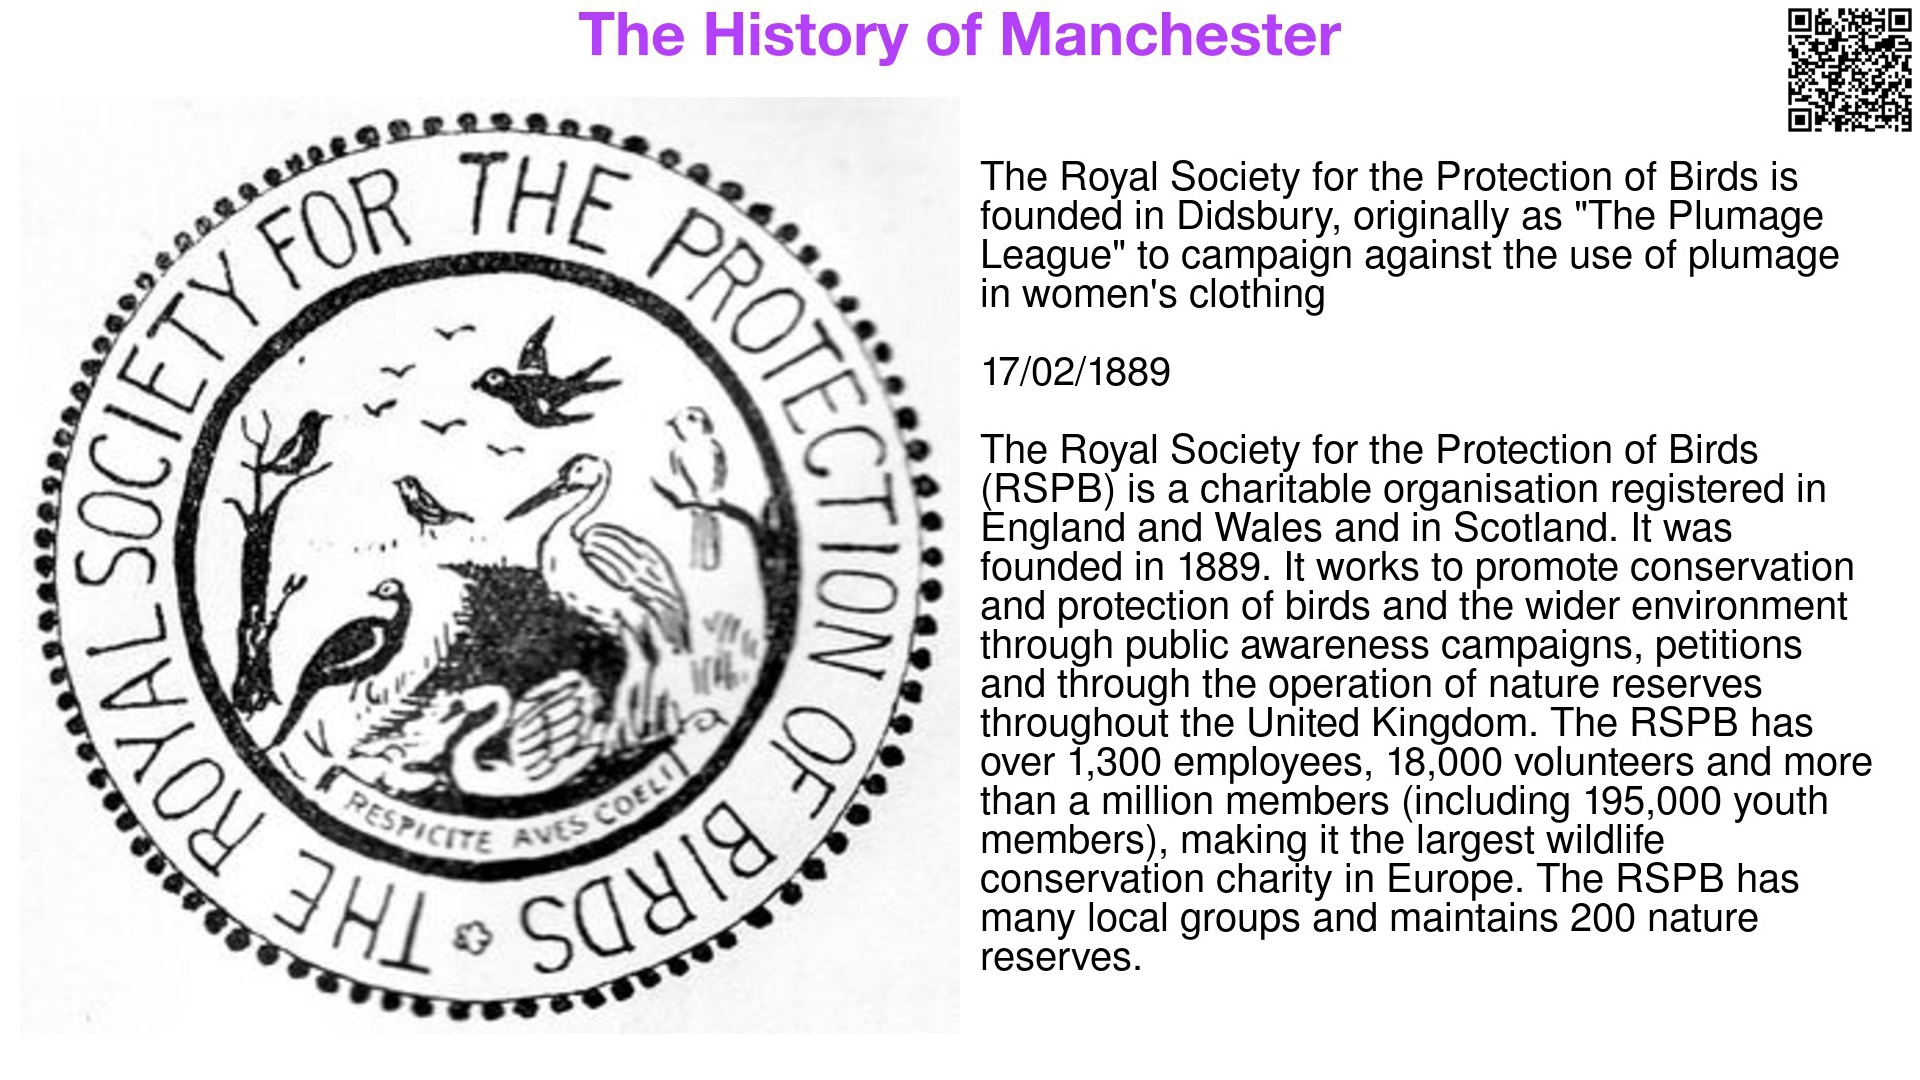 The History of Manchester
THE ROYAL SOCIETY FOR THE PROTECTION OF BIRDS
RESPICITE AVES COELI
The Royal Society for the Protection of Birds is
founded in Didsbury, originally as "The Plumage
League" to campaign against the use of plumage
in women's clothing
17/02/1889
The Royal Society for the Protection of Birds
(RSPB) is a charitable organisation registered in
England and Wales and in Scotland. It was
founded in 1889. It works to promote conservation
and protection of birds and the wider environment
through public awareness campaigns, petitions
and through the operation of nature reserves
throughout the United Kingdom. The RSPB has
over 1,300 employees, 18,000 volunteers and more
than a million members (including 195,000 youth
members), making it the largest wildlife
conservation charity in Europe. The RSPB has
many local groups and maintains 200 nature
reserves.